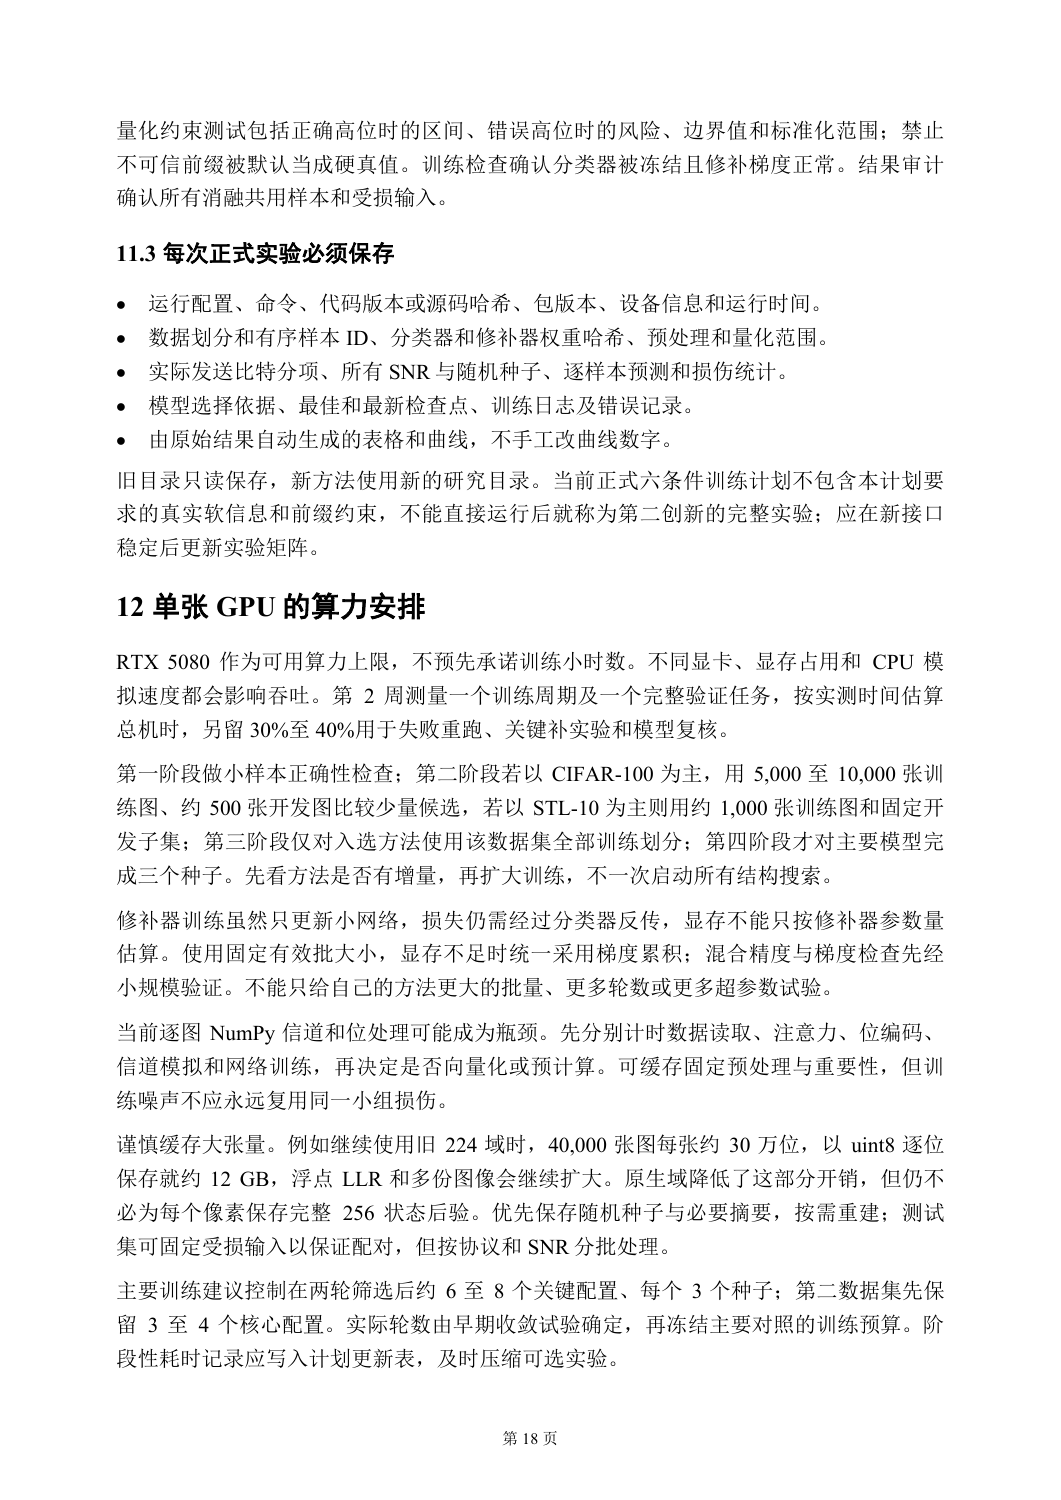 量化约束测试包括正确高位时的区间、错误高位时的风险、边界值和标准化范围；禁止
不可信前缀被默认当成硬真值。训练检查确认分类器被冻结且修补梯度正常。结果审计
确认所有消融共用样本和受损输入。
11.3 每次正式实验必须保存
• 运行配置、命令、代码版本或源码哈希、包版本、设备信息和运行时间。
• 数据划分和有序样本 ID、分类器和修补器权重哈希、预处理和量化范围。
• 实际发送比特分项、所有 SNR 与随机种子、逐样本预测和损伤统计。
• 模型选择依据、最佳和最新检查点、训练日志及错误记录。
• 由原始结果自动生成的表格和曲线，不手工改曲线数字。
旧目录只读保存，新方法使用新的研究目录。当前正式六条件训练计划不包含本计划要
求的真实软信息和前缀约束，不能直接运行后就称为第二创新的完整实验；应在新接口
稳定后更新实验矩阵。
12 单张 GPU 的算力安排
RTX 5080 作为可用算力上限，不预先承诺训练小时数。不同显卡、显存占用和 CPU 模
拟速度都会影响吞吐。第 2 周测量一个训练周期及一个完整验证任务，按实测时间估算
总机时，另留 30%至 40%用于失败重跑、关键补实验和模型复核。
第一阶段做小样本正确性检查；第二阶段若以 CIFAR-100 为主，用 5,000 至 10,000 张训
练图、约 500 张开发图比较少量候选，若以 STL-10 为主则用约 1,000 张训练图和固定开
发子集；第三阶段仅对入选方法使用该数据集全部训练划分；第四阶段才对主要模型完
成三个种子。先看方法是否有增量，再扩大训练，不一次启动所有结构搜索。
修补器训练虽然只更新小网络，损失仍需经过分类器反传，显存不能只按修补器参数量
估算。使用固定有效批大小，显存不足时统一采用梯度累积；混合精度与梯度检查先经
小规模验证。不能只给自己的方法更大的批量、更多轮数或更多超参数试验。
当前逐图 NumPy 信道和位处理可能成为瓶颈。先分别计时数据读取、注意力、位编码、
信道模拟和网络训练，再决定是否向量化或预计算。可缓存固定预处理与重要性，但训
练噪声不应永远复用同一小组损伤。
谨慎缓存大张量。例如继续使用旧 224 域时，40,000 张图每张约 30 万位，以 uint8 逐位
保存就约 12 GB，浮点 LLR 和多份图像会继续扩大。原生域降低了这部分开销，但仍不
必为每个像素保存完整 256 状态后验。优先保存随机种子与必要摘要，按需重建；测试
集可固定受损输入以保证配对，但按协议和 SNR 分批处理。
主要训练建议控制在两轮筛选后约 6 至 8 个关键配置、每个 3 个种子；第二数据集先保
留 3 至 4 个核心配置。实际轮数由早期收敛试验确定，再冻结主要对照的训练预算。阶
段性耗时记录应写入计划更新表，及时压缩可选实验。
第 18 页